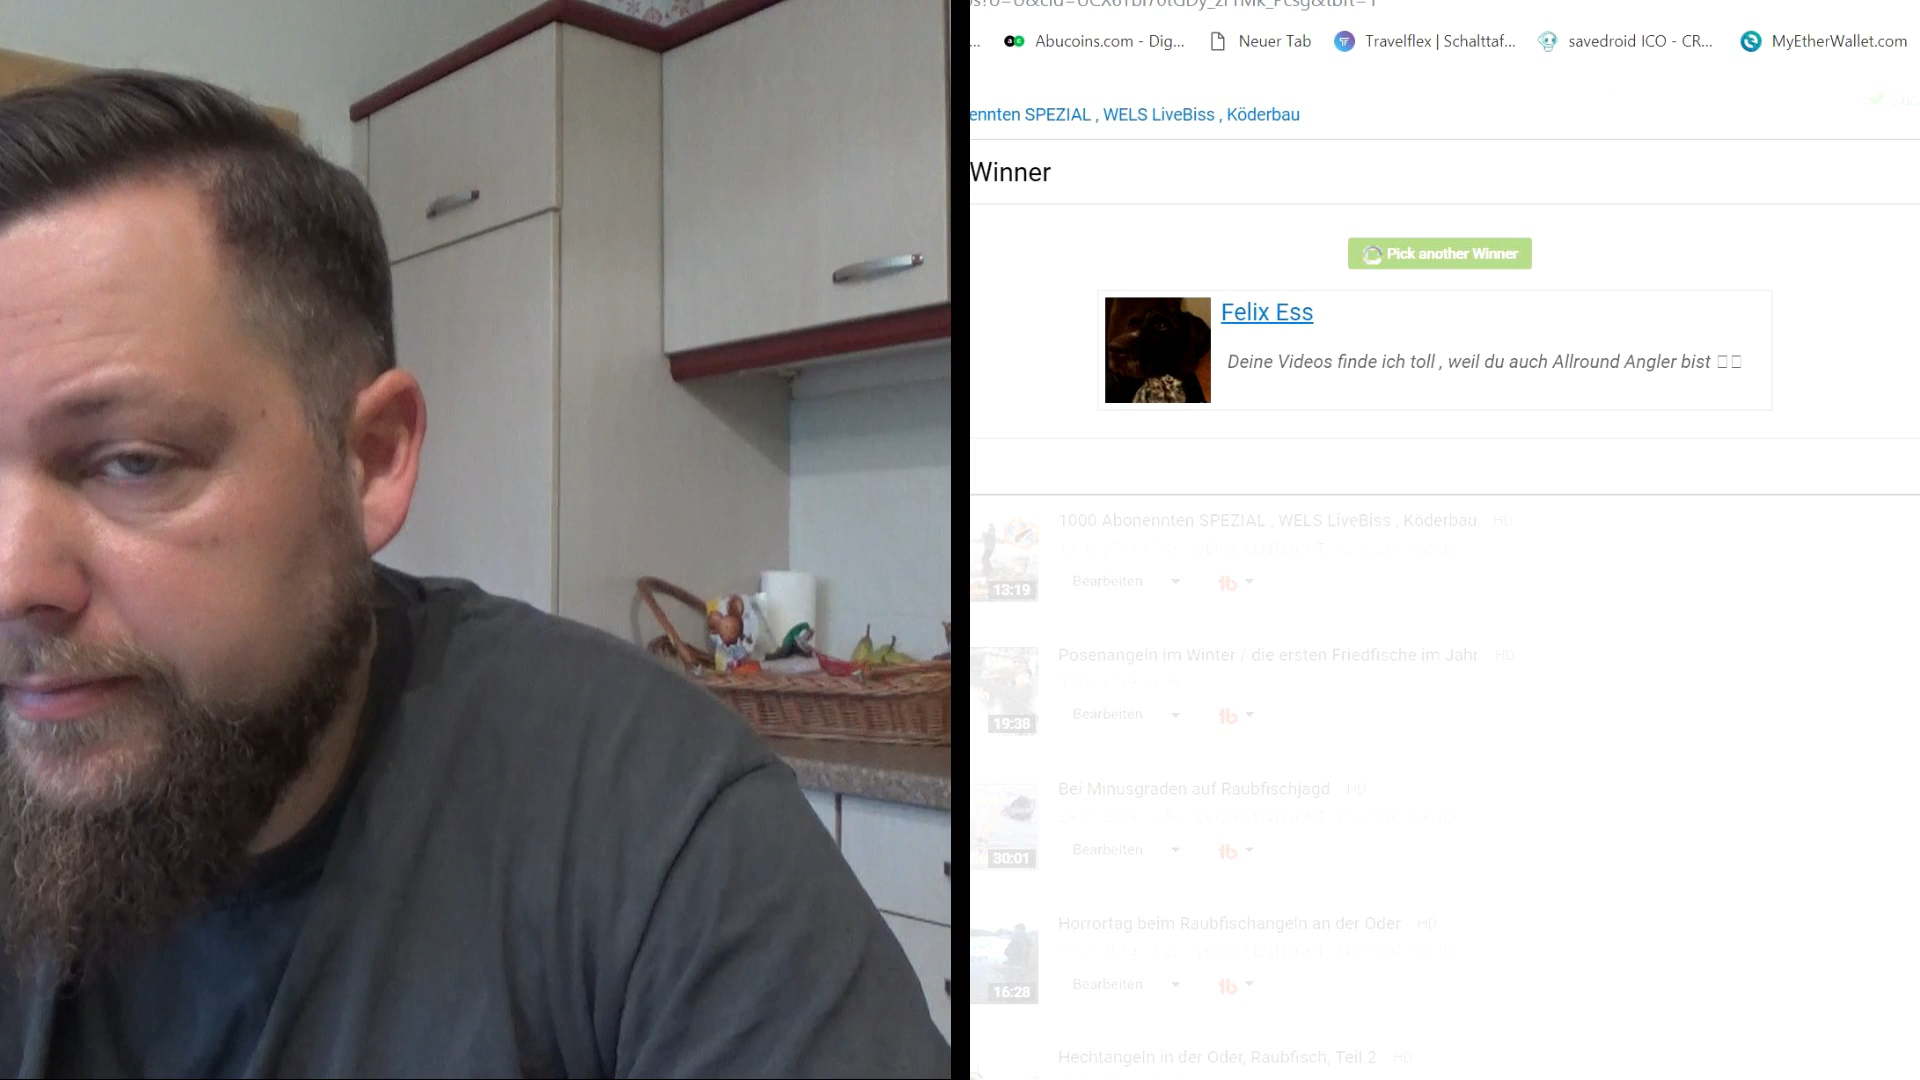 Abucoins.com - Dig... Neuer Tab Travelflex | Schalttaf... savedroid ICO - CR... MyEtherWallet.com
ennten SPEZIAL , WELS LiveBiss , Köderbau
Winner
Pick another Winner
Felix Ess
Deine Videos finde ich toll , weil du auch Allround Angler bist
1000 Abonennten SPEZIAL , WELS LiveBiss , Köderbau HD
13:19
Bearbeiten
Posenangeln im Winter / die ersten Friedfische im Jahr HD
19:38
Bearbeiten
Bei Minusgraden auf Raubfischjagd HD
30:01
Bearbeiten
Horrortag beim Raubfischangeln an der Oder HD
16:28
Bearbeiten
Hechtangeln in der Oder, Raubfisch, Teil 2 HD